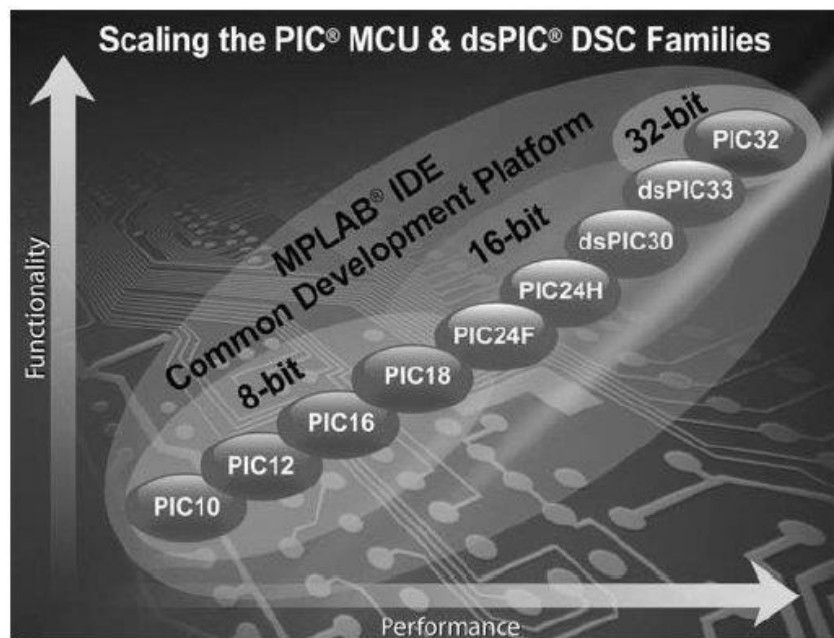 Scaling the PIC® MCU & dsPIC® DSC Families
Functionality
MPLAB® IDE
Common Development Platform
8-bit
16-bit
32-bit
PIC10
PIC12
PIC16
PIC18
PIC24F
PIC24H
dsPIC30
dsPIC33
PIC32
Performance